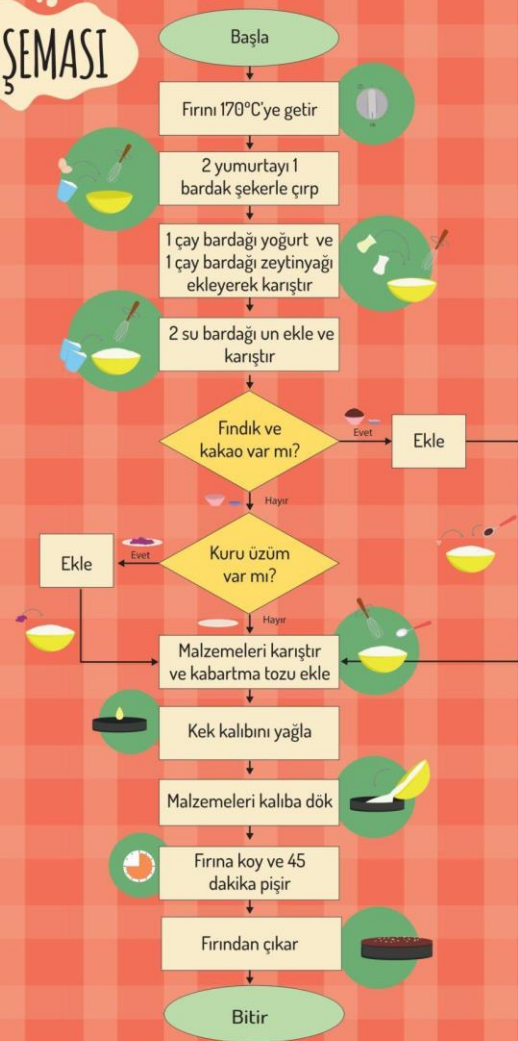 ŞEMASI
Başla
Fırını 170°C'ye getir
2 yumurtayı 1
bardak şekerle çırp
1 çay bardağı yoğurt ve
1 çay bardağı zeytinyağı
ekleyerek karıştır
2 su bardağı un ekle ve
karıştır
Fındık ve
kakao var mı?
Evet
Ekle
Hayır
Kuru üzüm
var mı?
Evet
Ekle
Hayır
Malzemeleri karıştır
ve kabartma tozu ekle
Kek kalıbını yağla
Malzemeleri kalıba dök
Fırına koy ve 45
dakika pişir
Fırından çıkar
Bitir